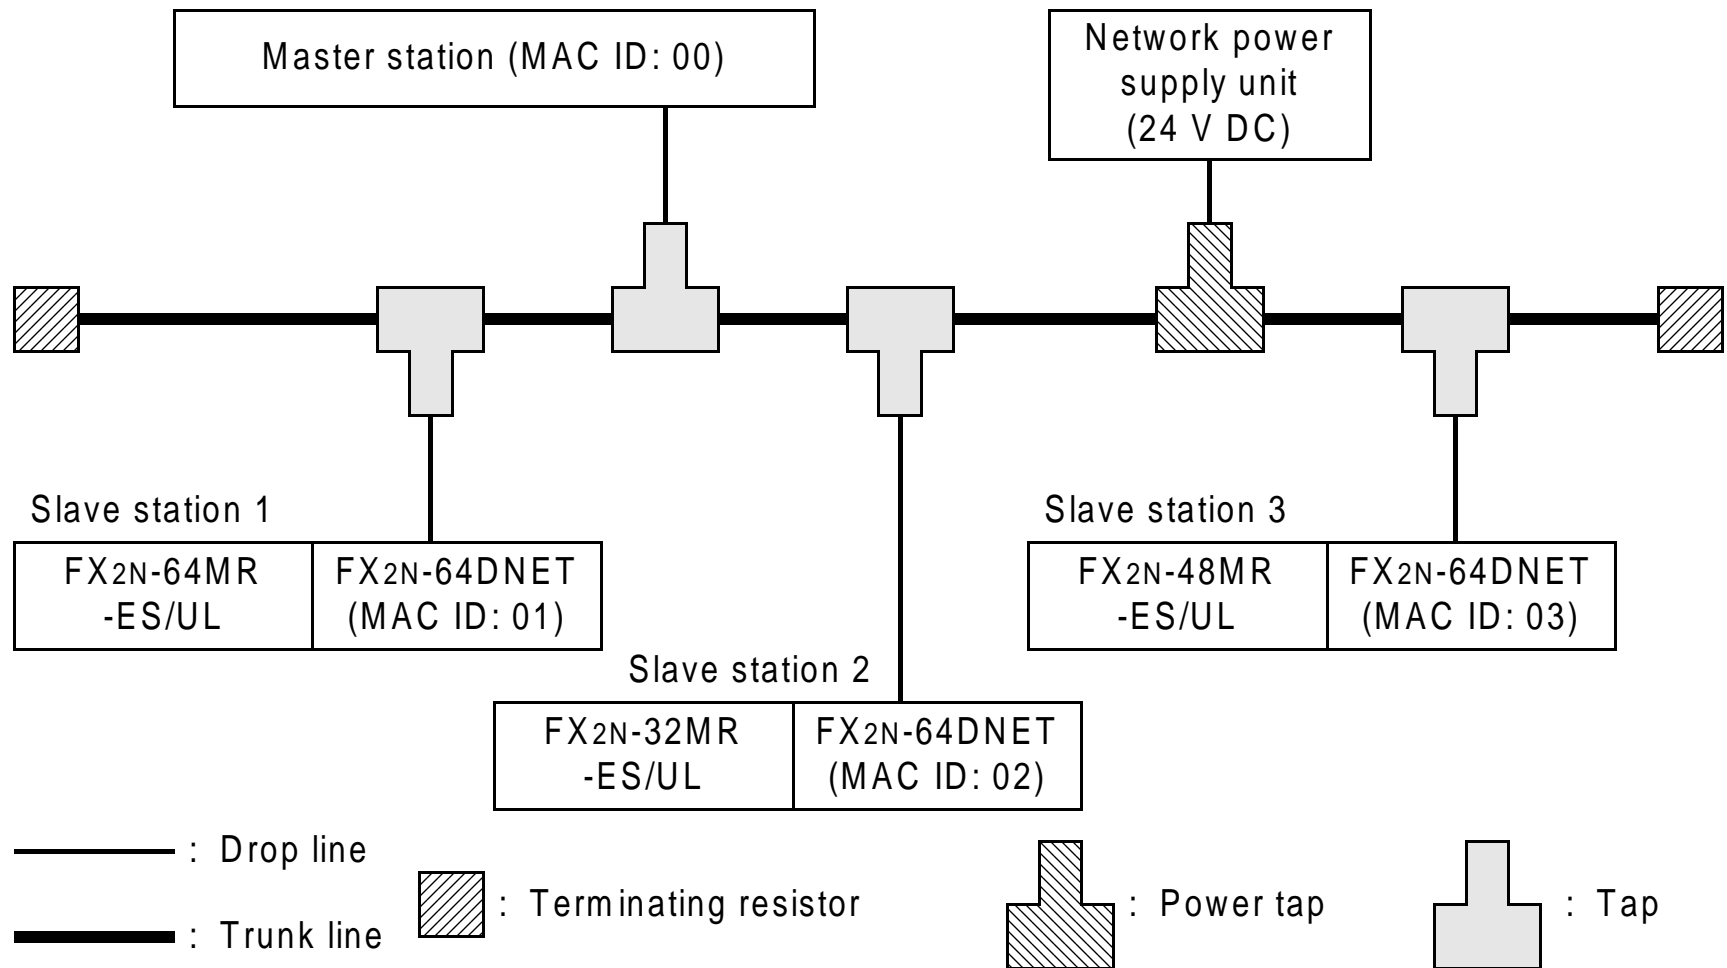 Master station (MAC ID: 00)
Network power
supply unit
(24 V DC)
Slave station 1
FX2N-64MR
-ES/UL
FX2N-64DNET
(MAC ID: 01)
Slave station 2
FX2N-32MR
-ES/UL
FX2N-64DNET
(MAC ID: 02)
Slave station 3
FX2N-48MR
-ES/UL
FX2N-64DNET
(MAC ID: 03)
: Drop line
: Trunk line
: Terminating resistor
: Power tap
: Tap